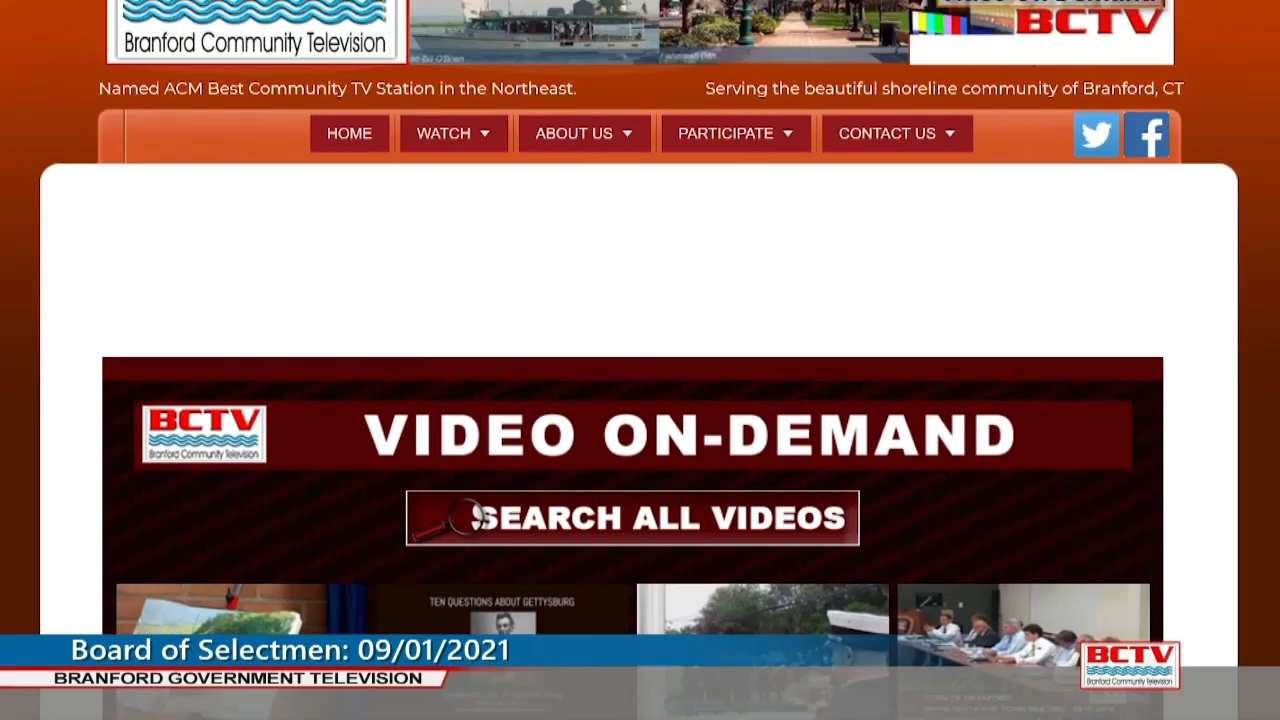 Branford Community Television
BCTV
Named ACM Best Community TV Station in the Northeast.
Serving the beautiful shoreline community of Branford, CT
HOME
WATCH
ABOUT US
PARTICIPATE
CONTACT US
BCTV
Branford Community Television
VIDEO ON-DEMAND
SEARCH ALL VIDEOS
TEN QUESTIONS ABOUT GETTYSBURG
Board of Selectmen: 09/01/2021
BRANFORD GOVERNMENT TELEVISION
BCTV
Branford Community Television